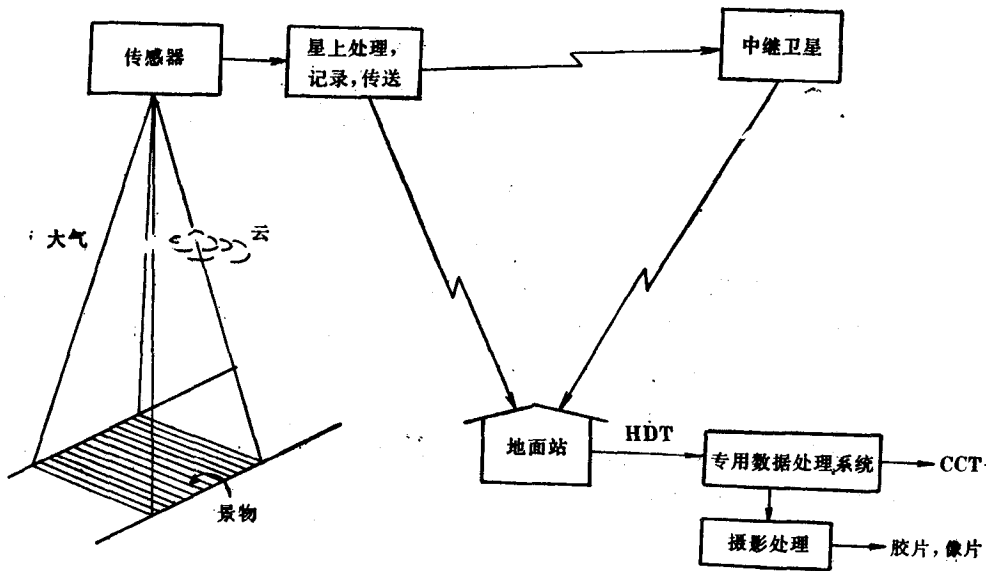 传感器
星上处理,
记录,传送
中继卫星
大气
云
景物
地面站
HDT
专用数据处理系统
CCT
摄影处理
胶片,像片